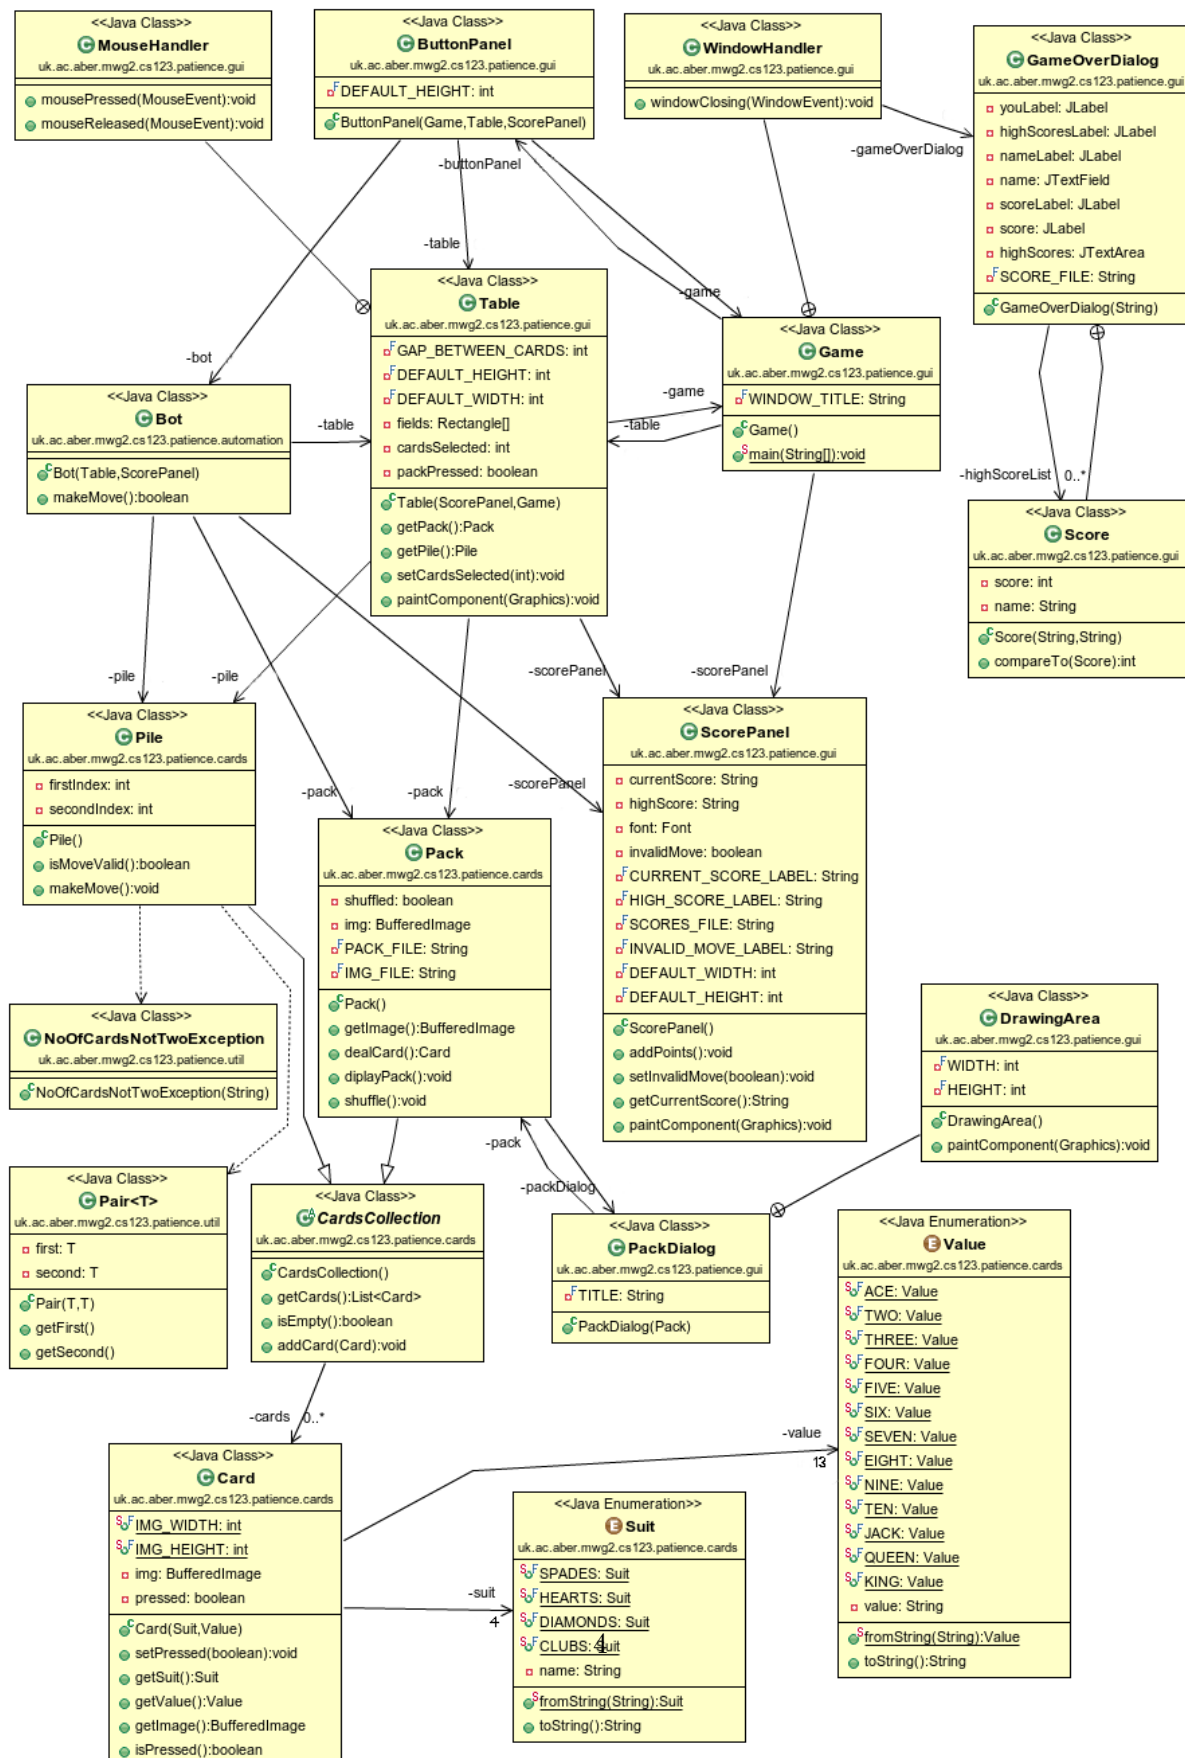 <<Java Class>>
MouseHandler
uk.ac.aber.mwg2.cs123.patience.gui
mousePressed(MouseEvent):void
mouseReleased(MouseEvent):void
<<Java Class>>
ButtonPanel
uk.ac.aber.mwg2.cs123.patience.gui
DEFAULT_HEIGHT: int
ButtonPanel(Game,Table,ScorePanel)
<<Java Class>>
WindowHandler
uk.ac.aber.mwg2.cs123.patience.gui
windowClosing(WindowEvent):void
<<Java Class>>
GameOverDialog
uk.ac.aber.mwg2.cs123.patience.gui
youLabel: JLabel
highScoresLabel: JLabel
nameLabel: JLabel
name: JTextField
scoreLabel: JLabel
score: JLabel
highScores: JTextArea
SCORE_FILE: String
GameOverDialog(String)
-gameOverDialog
-buttonPanel
-table
-game
-bot
<<Java Class>>
Table
uk.ac.aber.mwg2.cs123.patience.gui
GAP_BETWEEN_CARDS: int
DEFAULT_HEIGHT: int
DEFAULT_WIDTH: int
fields: Rectangle[]
cardsSelected: int
packPressed: boolean
Table(ScorePanel,Game)
getPack():Pack
getPile():Pile
setCardsSelected(int):void
paintComponent(Graphics):void
<<Java Class>>
Game
uk.ac.aber.mwg2.cs123.patience.gui
WINDOW_TITLE: String
Game()
main(String[]):void
<<Java Class>>
Bot
uk.ac.aber.mwg2.cs123.patience.automation
Bot(Table,ScorePanel)
makeMove():boolean
-table
-game
-table
-highScoreList
0..*
<<Java Class>>
Score
uk.ac.aber.mwg2.cs123.patience.gui
score: int
name: String
Score(String,String)
compareTo(Score):int
-pile
-pile
-scorePanel
-scorePanel
-pack
-pack
-scorePanel
<<Java Class>>
Pile
uk.ac.aber.mwg2.cs123.patience.cards
firstIndex: int
secondIndex: int
Pile()
isMoveValid():boolean
makeMove():void
<<Java Class>>
ScorePanel
uk.ac.aber.mwg2.cs123.patience.gui
currentScore: String
highScore: String
font: Font
invalidMove: boolean
CURRENT_SCORE_LABEL: String
HIGH_SCORE_LABEL: String
SCORES_FILE: String
INVALID_MOVE_LABEL: String
DEFAULT_WIDTH: int
DEFAULT_HEIGHT: int
ScorePanel()
addPoints():void
setInvalidMove(boolean):void
getCurrentScore():String
paintComponent(Graphics):void
<<Java Class>>
Pack
uk.ac.aber.mwg2.cs123.patience.cards
shuffled: boolean
img: BufferedImage
PACK_FILE: String
IMG_FILE: String
Pack()
getImage():BufferedImage
dealCard():Card
diplayPack():void
shuffle():void
<<Java Class>>
NoOfCardsNotTwoException
uk.ac.aber.mwg2.cs123.patience.util
NoOfCardsNotTwoException(String)
<<Java Class>>
DrawingArea
uk.ac.aber.mwg2.cs123.patience.gui
WIDTH: int
HEIGHT: int
DrawingArea()
paintComponent(Graphics):void
-pack
-packDialog
<<Java Class>>
Pair<T>
uk.ac.aber.mwg2.cs123.patience.util
first: T
second: T
Pair(T,T)
getFirst()
getSecond()
<<Java Class>>
CardsCollection
uk.ac.aber.mwg2.cs123.patience.cards
CardsCollection()
getCards():List<Card>
isEmpty():boolean
addCard(Card):void
<<Java Class>>
PackDialog
uk.ac.aber.mwg2.cs123.patience.gui
TITLE: String
PackDialog(Pack)
<<Java Enumeration>>
Value
uk.ac.aber.mwg2.cs123.patience.cards
ACE: Value
TWO: Value
THREE: Value
FOUR: Value
FIVE: Value
SIX: Value
SEVEN: Value
EIGHT: Value
NINE: Value
TEN: Value
JACK: Value
QUEEN: Value
KING: Value
value: String
fromString(String):Value
toString():String
-cards
0..*
-value
13
<<Java Class>>
Card
uk.ac.aber.mwg2.cs123.patience.cards
IMG_WIDTH: int
IMG_HEIGHT: int
img: BufferedImage
pressed: boolean
Card(Suit,Value)
setPressed(boolean):void
getSuit():Suit
getValue():Value
getImage():BufferedImage
isPressed():boolean
-suit
4
<<Java Enumeration>>
Suit
uk.ac.aber.mwg2.cs123.patience.cards
SPADES: Suit
HEARTS: Suit
DIAMONDS: Suit
CLUBS: Suit
4
name: String
fromString(String):Suit
toString():String